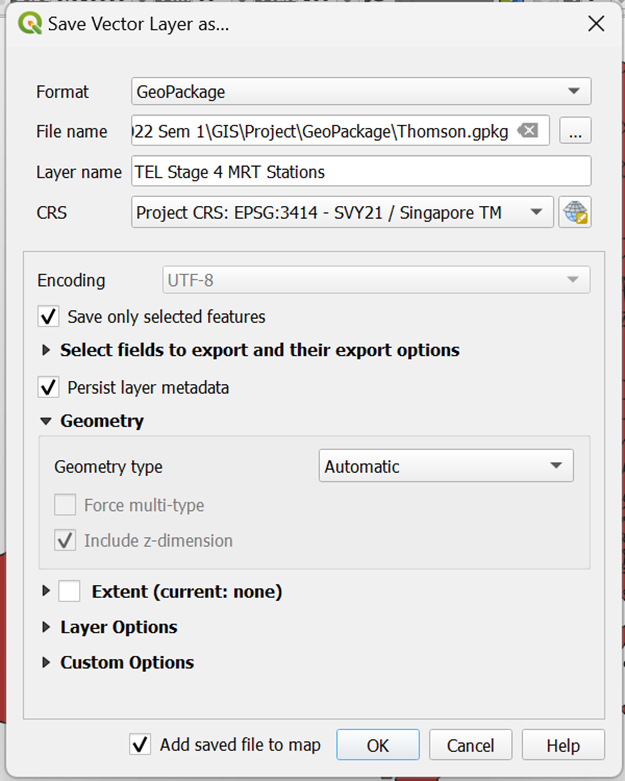 Save Vector Layer as...
Format GeoPackage
File name 022 Sem 1\GIS\Project\GeoPackage\Thomson.gpkg ...
Layer name TEL Stage 4 MRT Stations
CRS Project CRS: EPSG:3414 - SVY21 / Singapore TM
Encoding UTF-8
Save only selected features
Select fields to export and their export options
Persist layer metadata
Geometry
Geometry type Automatic
Force multi-type
Include z-dimension
Extent (current: none)
Layer Options
Custom Options
Add saved file to map OK Cancel Help